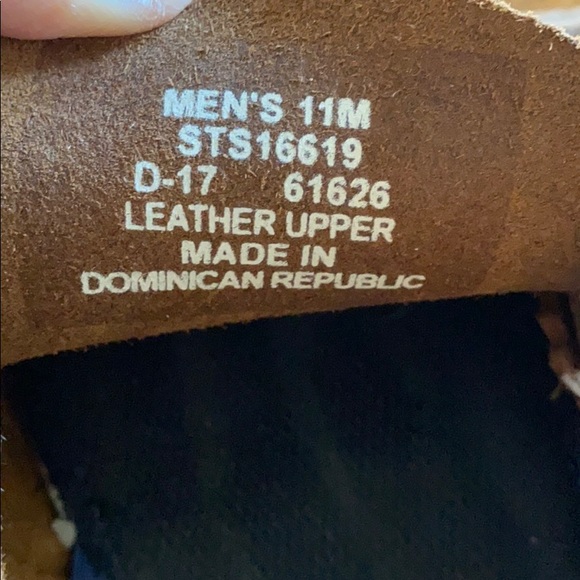 MEN'S 11M
STS16619
D-17 61626
LEATHER UPPER
MADE IN
DOMINICAN REPUBLIC